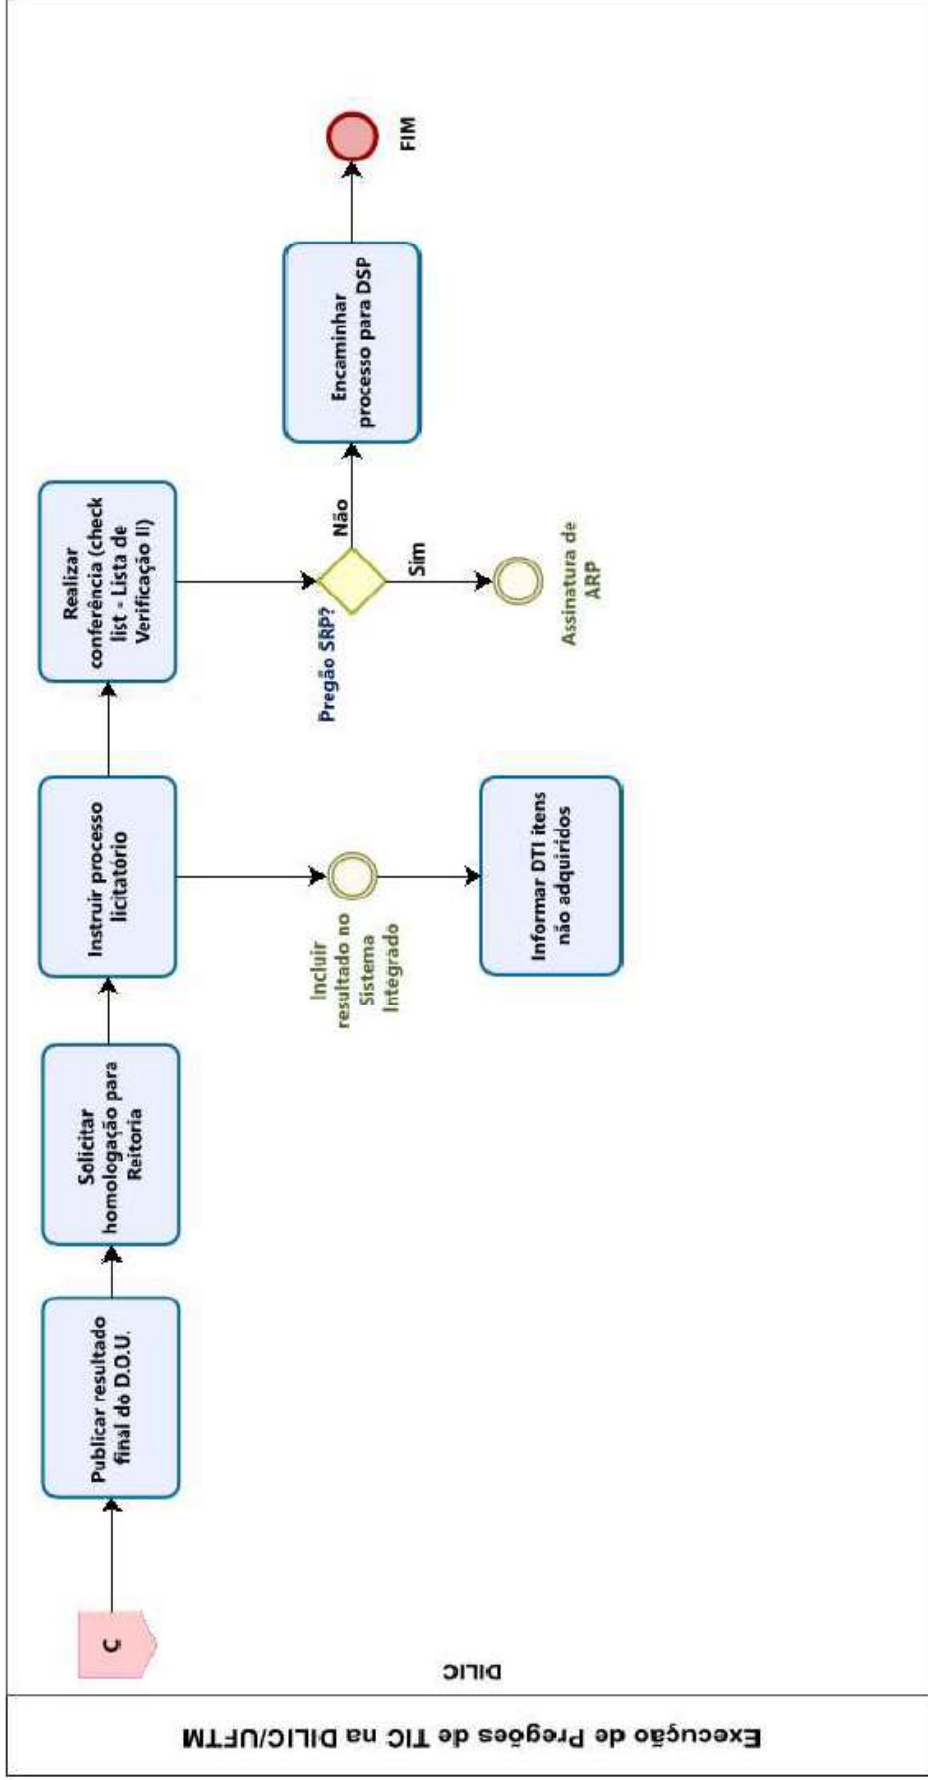 Execução de Pregões de TIC na DILIC/UFTM
DILIC
C
Publicar resultado
final do D.O.U.
Solicitar
homologação para
Reitoria
Instruir processo
licitatório
Realizar
conferência (check
list - Lista de
Verificação II)
Incluir
resultado no
Sistema
Integrado
Informar DTI itens
não adquiridos
Pregão SRP?
Não
Sim
Encaminhar
processo para DSP
FIM
Assinatura de
ARP